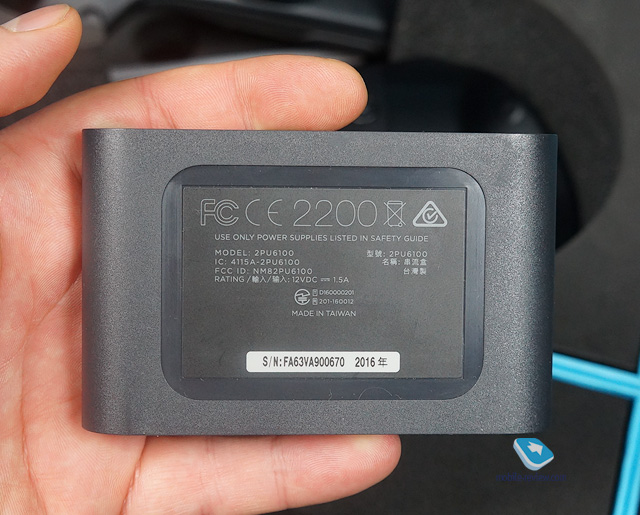 FC CE 2200
USE ONLY POWER SUPPLIES LISTED IN SAFETY GUIDE
MODEL: 2PU6100 型號: 2PU6100
IC: 4115A-2PU6100 名稱: 串流盒
FCC ID: NM82PU6100 台灣製
RATING / 輸入/ 输入: 12VDC ⎓ 1.5A
D160000201
201-160012
MADE IN TAIWAN
S/N:FA63VA900670 2016 年